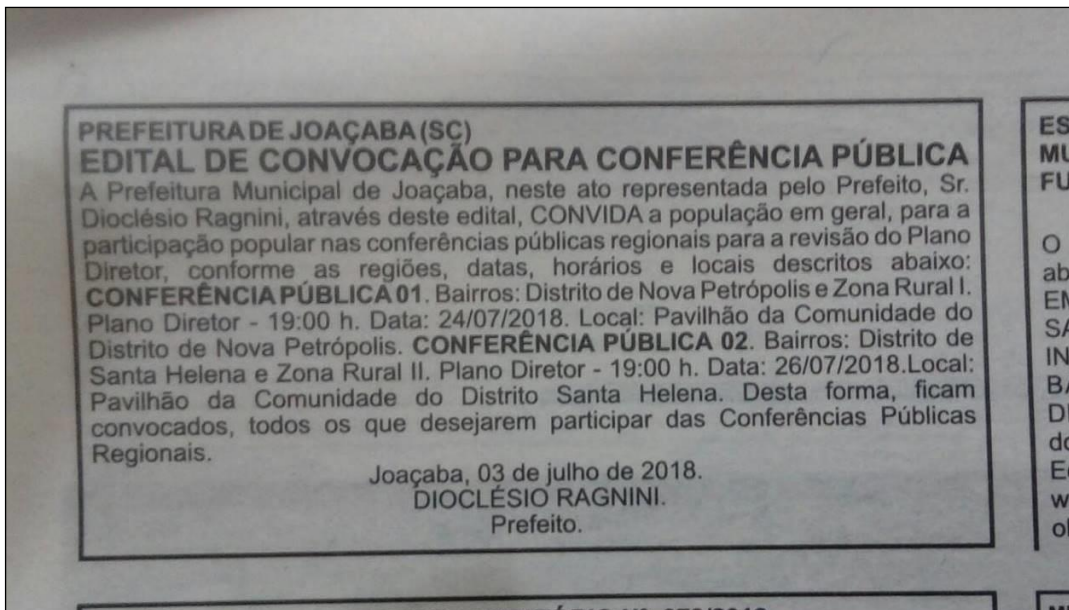 PREFEITURA DE JOAÇABA (SC)
EDITAL DE CONVOCAÇÃO PARA CONFERÊNCIA PÚBLICA
A Prefeitura Municipal de Joaçaba, neste ato representada pelo Prefeito, Sr.
Dioclésio Ragnini, através deste edital, CONVIDA a população em geral, para a
participação popular nas conferências públicas regionais para a revisão do Plano
Diretor, conforme as regiões, datas, horários e locais descritos abaixo:
CONFERÊNCIA PÚBLICA 01. Bairros: Distrito de Nova Petrópolis e Zona Rural I.
Plano Diretor - 19:00 h. Data: 24/07/2018. Local: Pavilhão da Comunidade do
Distrito de Nova Petrópolis. CONFERÊNCIA PÚBLICA 02. Bairros: Distrito de
Santa Helena e Zona Rural II. Plano Diretor - 19:00 h. Data: 26/07/2018.Local:
Pavilhão da Comunidade do Distrito Santa Helena. Desta forma, ficam
convocados, todos os que desejarem participar das Conferências Públicas
Regionais.
Joaçaba, 03 de julho de 2018.
DIOCLÉSIO RAGNINI.
Prefeito.
ES
MU
FU
O
ab
EM
SA
IN
BA
DI
do
Ed
w
ol